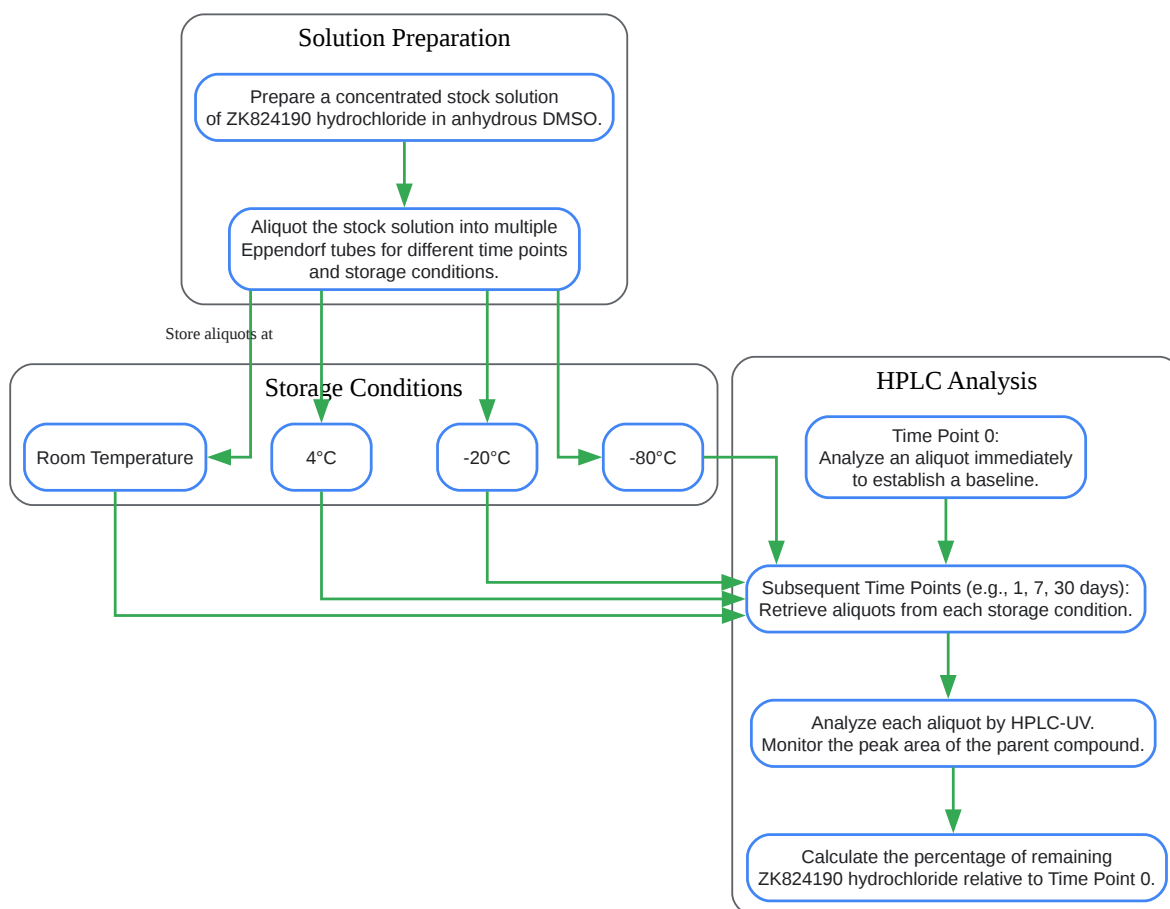 Solution Preparation
Prepare a concentrated stock solution
of ZK824190 hydrochloride in anhydrous DMSO.
Aliquot the stock solution into multiple
Eppendorf tubes for different time points
and storage conditions.
Store aliquots at
Storage Conditions
Room Temperature
4°C
-20°C
-80°C
HPLC Analysis
Time Point 0:
Analyze an aliquot immediately
to establish a baseline.
Subsequent Time Points (e.g., 1, 7, 30 days):
Retrieve aliquots from each storage condition.
Analyze each aliquot by HPLC-UV.
Monitor the peak area of the parent compound.
Calculate the percentage of remaining
ZK824190 hydrochloride relative to Time Point 0.